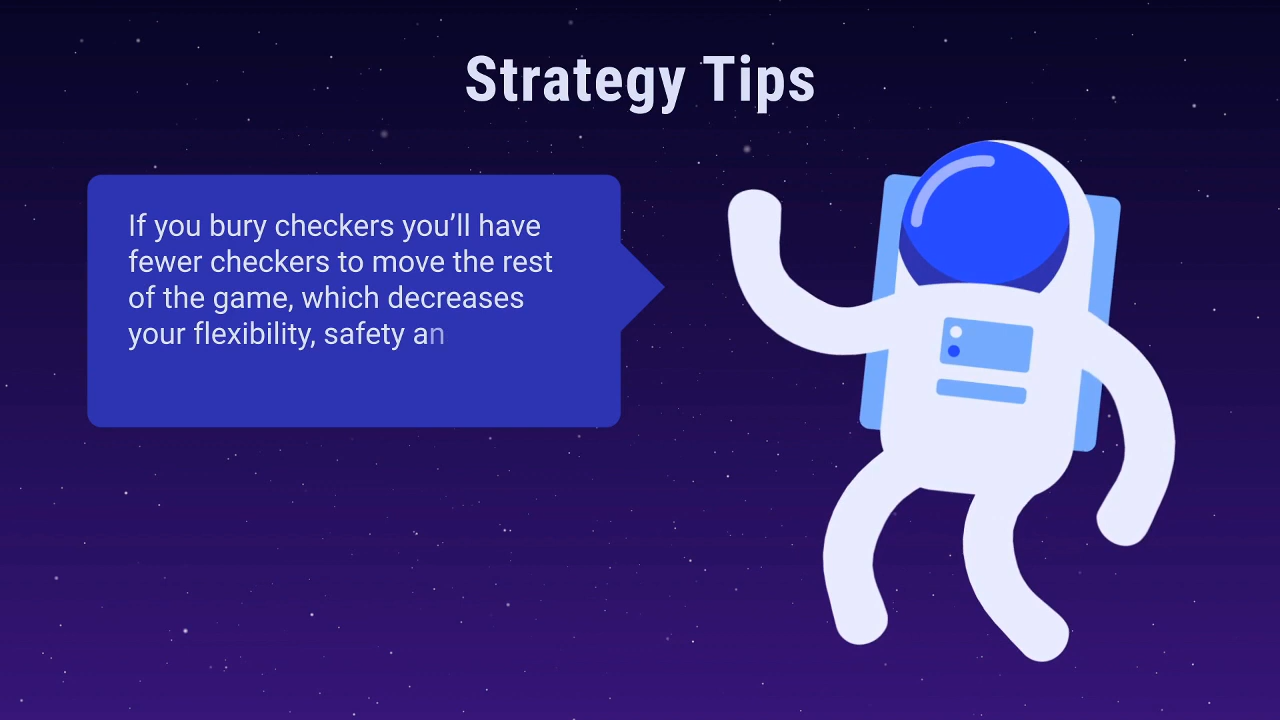 Strategy Tips
If you bury checkers you’ll have
fewer checkers to move the rest
of the game, which decreases
your flexibility, safety an